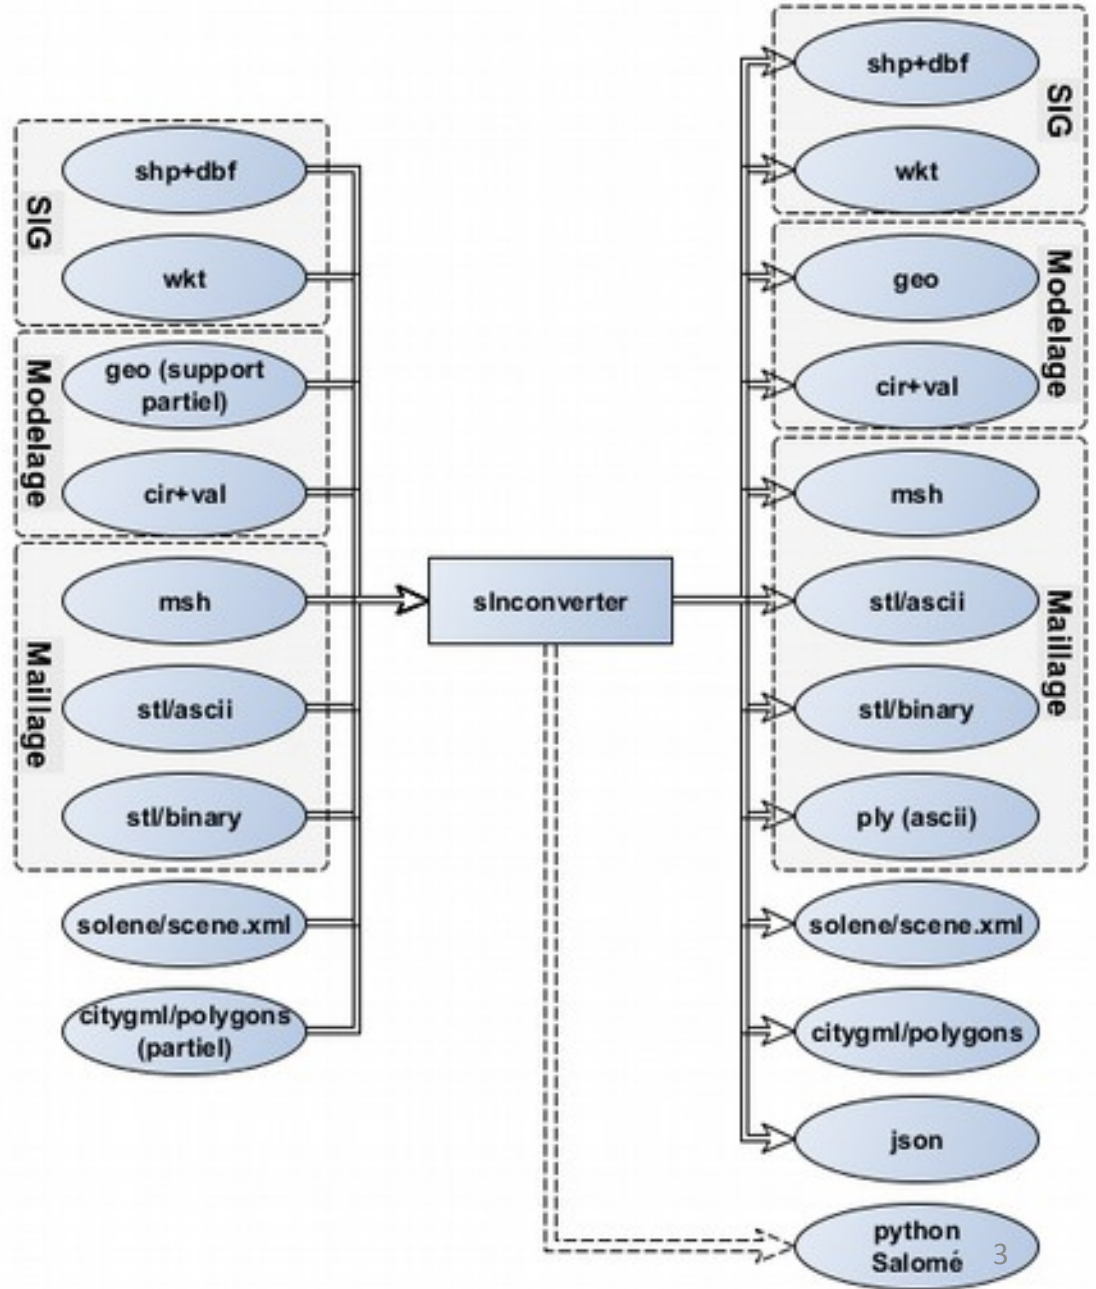 SIG
shp+dbf
wkt
Modelage
geo (support
partiel)
cir+val
Maillage
msh
stl/ascii
stl/binary
solene/scene.xml
citygml/polygons
(partiel)
slnconverter
SIG
shp+dbf
wkt
Modelage
geo
cir+val
Maillage
msh
stl/ascii
stl/binary
ply (ascii)
solene/scene.xml
citygml/polygons
json
python
Salomé
3